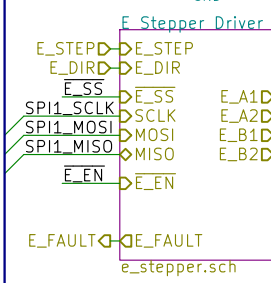 E Stepper Driver
E_STEP E_STEP
E_DIR E_DIR
E_SS E_SS E_A1
SPI1_SCLK SCLK E_A2
SPI1_MOSI MOSI E_B1
SPI1_MISO MISO E_B2
E_EN E_EN
E_FAULT E_FAULT
e_stepper.sch